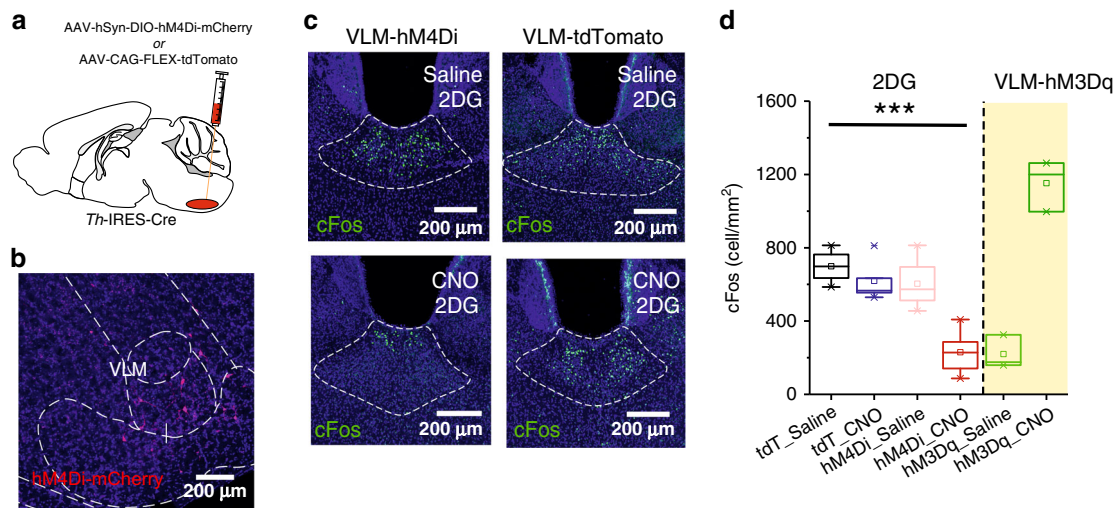 a
AAV-hSyn-DIO-hM4Di-mCherry
or
AAV-CAG-FLEX-tdTomato
Th-IRES-Cre
b
VLM
hM4Di-mCherry
200 µm
c
VLM-hM4Di
VLM-tdTomato
Saline
2DG
cFos
200 µm
Saline
2DG
cFos
200 µm
CNO
2DG
cFos
200 µm
CNO
2DG
cFos
200 µm
d
2DG
VLM-hM3Dq
***
cFos (cell/mm²)
1600
1200
800
400
0
tdT_Saline
tdT_CNO
hM4Di_Saline
hM4Di_CNO
hM3Dq_Saline
hM3Dq_CNO